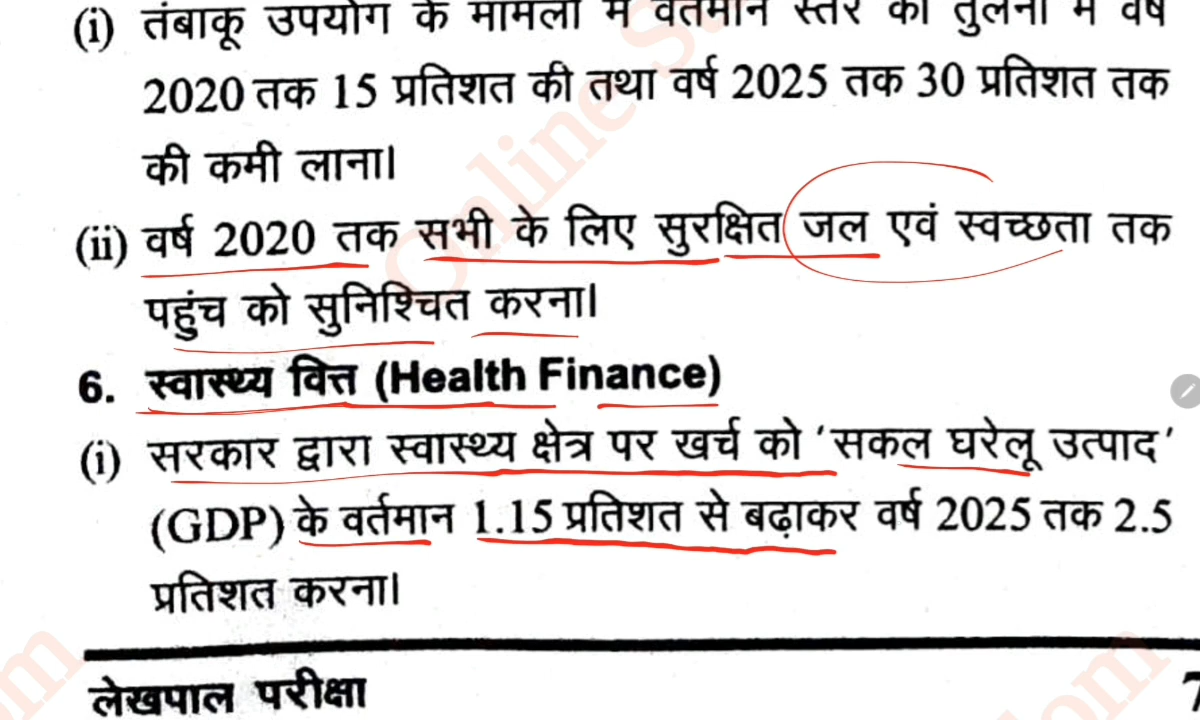 (i) तंबाकू उपयोग के मामलों में वर्तमान स्तर की तुलना में वर्ष
2020 तक 15 प्रतिशत की तथा वर्ष 2025 तक 30 प्रतिशत तक
की कमी लाना।
(ii) वर्ष 2020 तक सभी के लिए सुरक्षित जल एवं स्वच्छता तक
पहुंच को सुनिश्चित करना।
6. स्वास्थ्य वित्त (Health Finance)
(i) सरकार द्वारा स्वास्थ्य क्षेत्र पर खर्च को 'सकल घरेलू उत्पाद'
(GDP) के वर्तमान 1.15 प्रतिशत से बढ़ाकर वर्ष 2025 तक 2.5
प्रतिशत करना।
लेखपाल परीक्षा
Online S